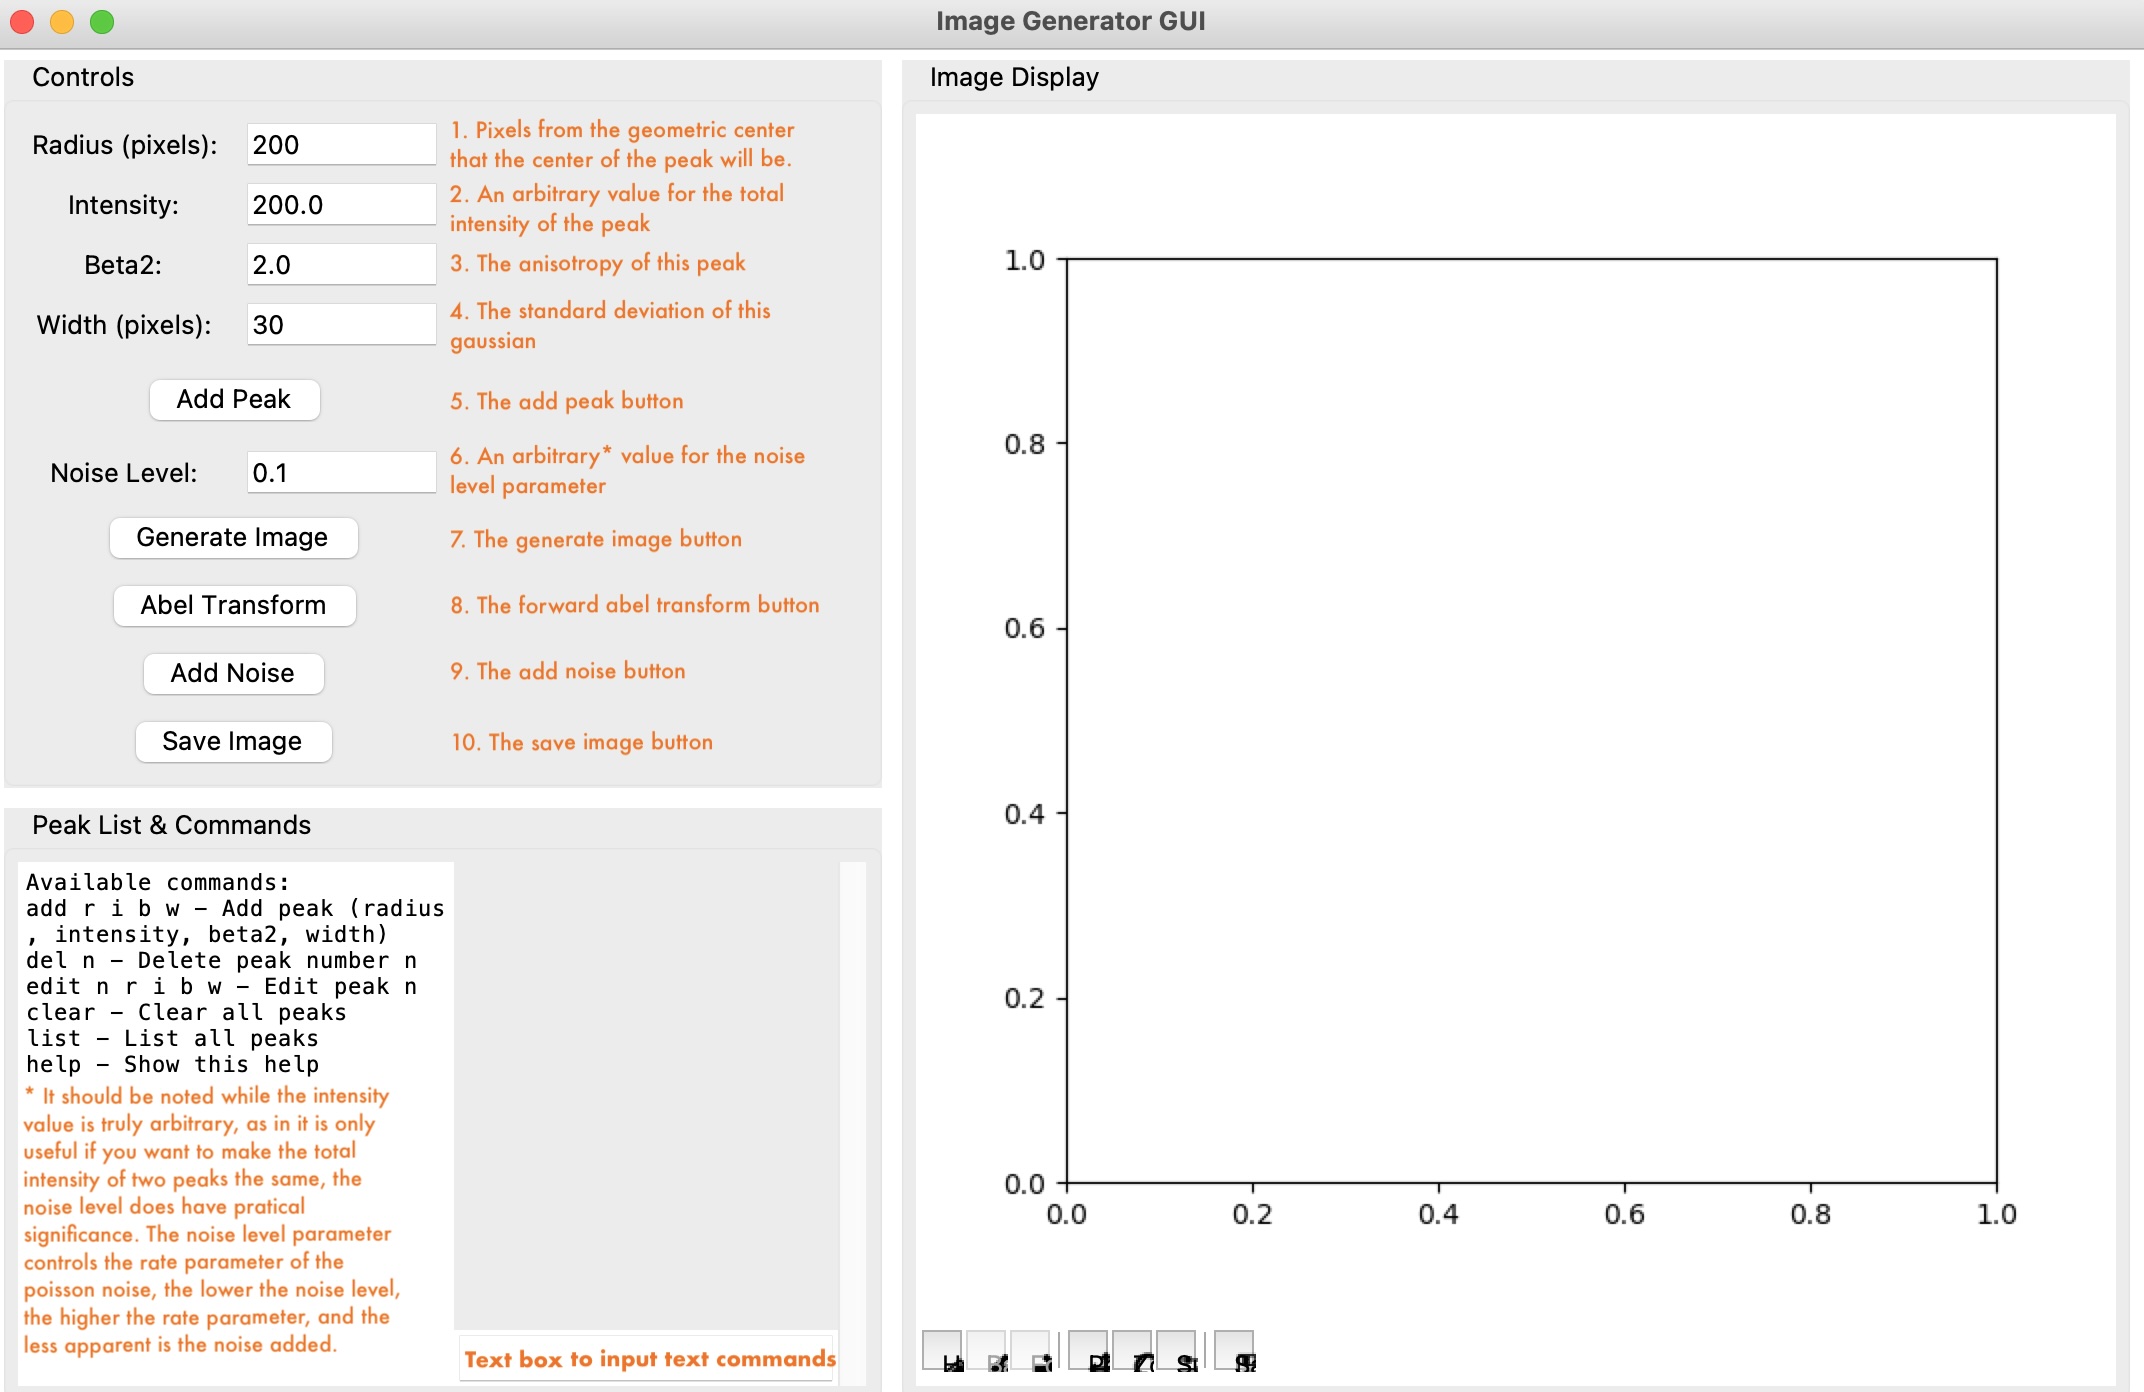 Image Generator GUI
Controls
Radius (pixels): 200
1. Pixels from the geometric center
that the center of the peak will be.
Intensity: 200.0
2. An arbitrary value for the total
intensity of the peak
Beta2: 2.0
3. The anisotropy of this peak
Width (pixels): 30
4. The standard deviation of this
gaussian
Add Peak
5. The add peak button
Noise Level: 0.1
6. An arbitrary* value for the noise
level parameter
Generate Image
7. The generate image button
Abel Transform
8. The forward abel transform button
Add Noise
9. The add noise button
Save Image
10. The save image button
Peak List & Commands
Available commands:
add r i b w – Add peak (radius
, intensity, beta2, width)
del n – Delete peak number n
edit n r i b w – Edit peak n
clear – Clear all peaks
list – List all peaks
help – Show this help
* It should be noted while the intensity
value is truly arbitrary, as in it is only
useful if you want to make the total
intensity of two peaks the same, the
noise level does have pratical
significance. The noise level parameter
controls the rate parameter of the
poisson noise, the lower the noise level,
the higher the rate parameter, and the
less apparent is the noise added.
Text box to input text commands
Image Display
1.0
0.8
0.6
0.4
0.2
0.0
0.0 0.2 0.4 0.6 0.8 1.0